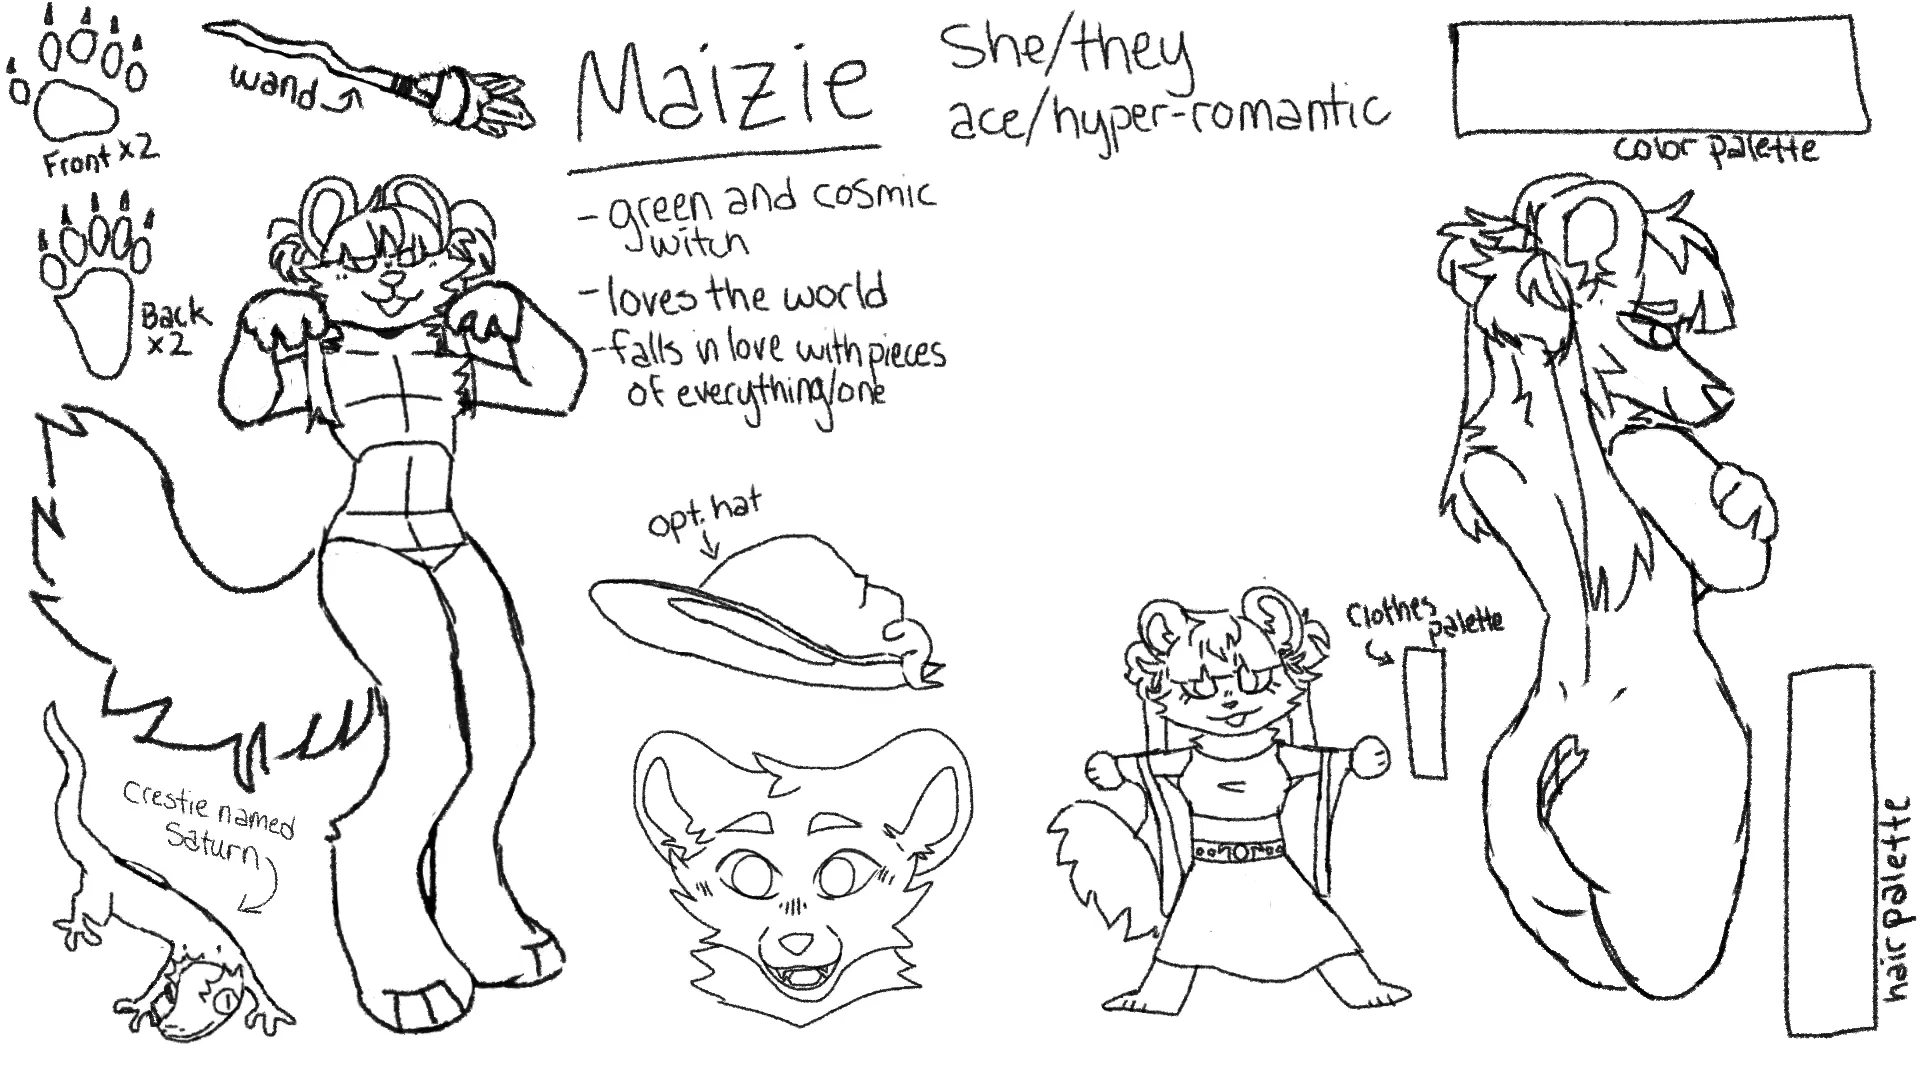 Maizie
She/they
ace/hyper-romantic
- green and cosmic
witch
- loves the world
- falls in love with pieces
of everything/one
wand
Front x2
Back
x2
opt. hat
Crestie named
Saturn
color palette
Clothes
palette
hair palette